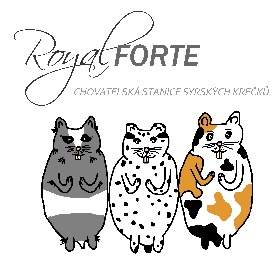 Royal FORTE
CHOVATELSKÁ STANICE SYRSKÝCH KŘEČKŮ